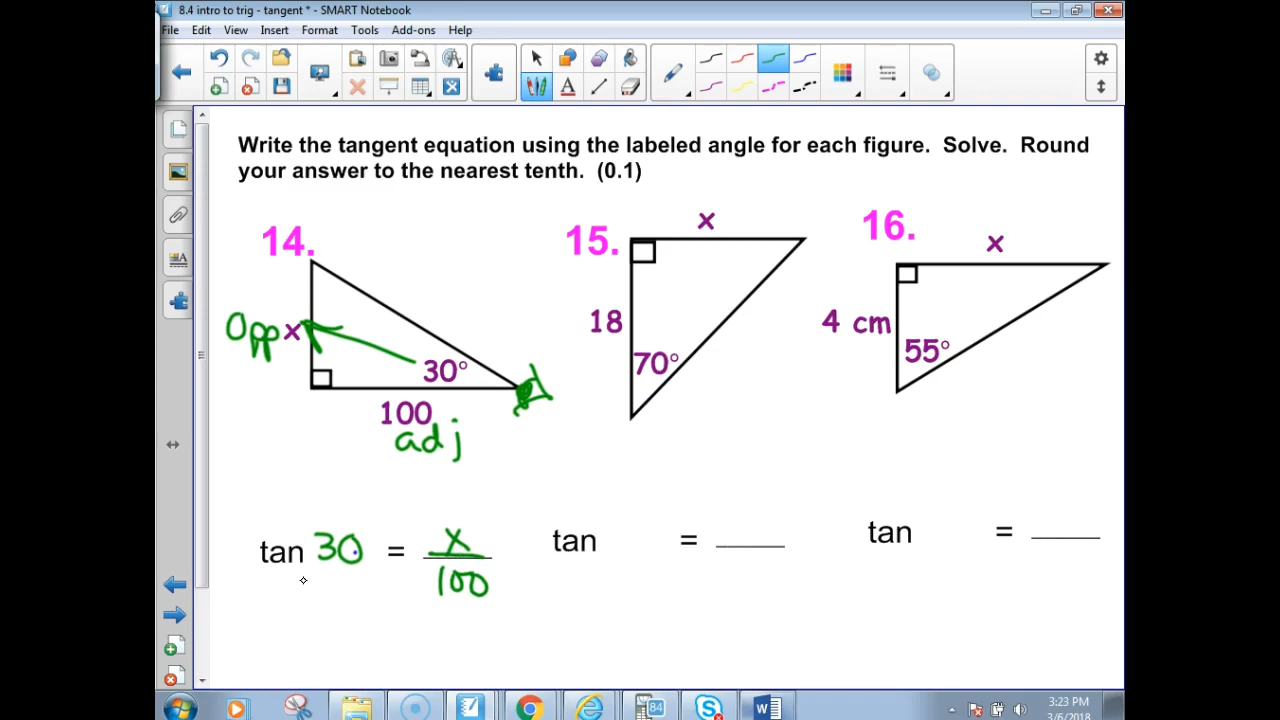 8.4 intro to trig - tangent * - SMART Notebook
File Edit View Insert Format Tools Add-ons Help
A
84
Write the tangent equation using the labeled angle for each figure. Solve. Round
your answer to the nearest tenth. (0.1)
14.
Opp x
30°
100
adj
tan 30 = x
100
15.
x
18
70°
tan = ____
16.
x
4 cm
55°
tan = ____
3:23 PM
3/6/2018